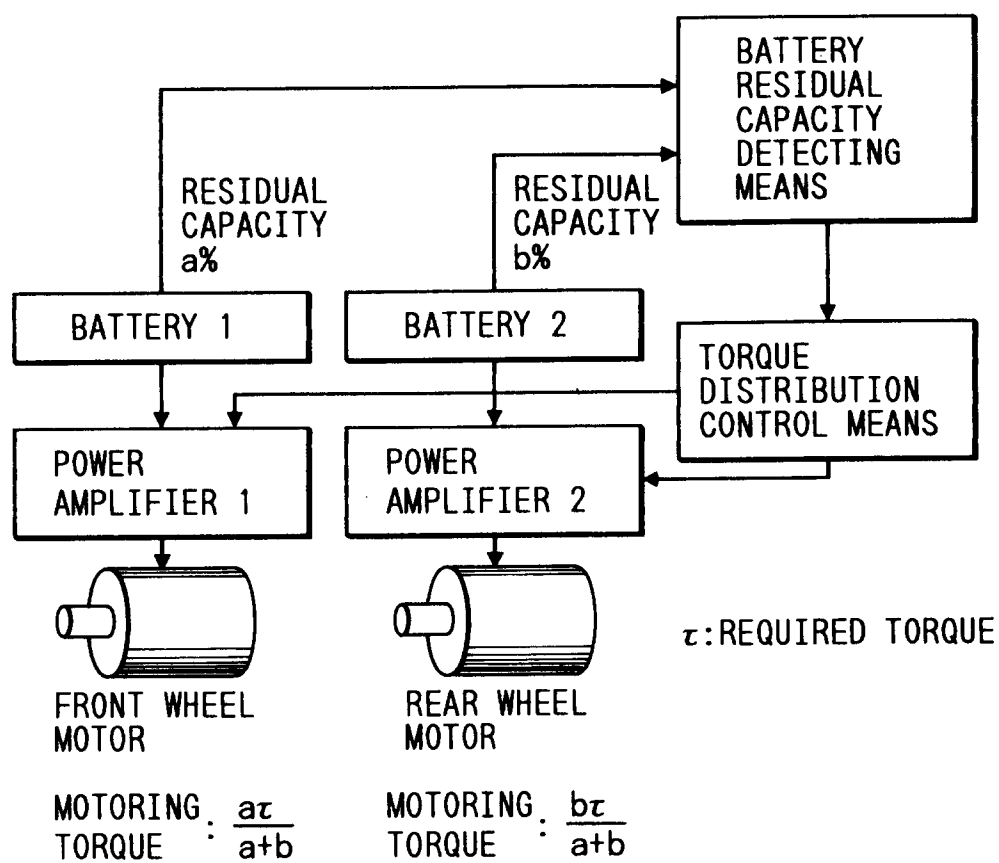 BATTERY
RESIDUAL
CAPACITY
DETECTING
MEANS
RESIDUAL
CAPACITY
a%
RESIDUAL
CAPACITY
b%
BATTERY 1
BATTERY 2
TORQUE
DISTRIBUTION
CONTROL MEANS
POWER
AMPLIFIER 1
POWER
AMPLIFIER 2
τ:REQUIRED TORQUE
FRONT WHEEL
MOTOR
REAR WHEEL
MOTOR
MOTORING
TORQUE
: aτ
a+b
MOTORING
TORQUE
: bτ
a+b